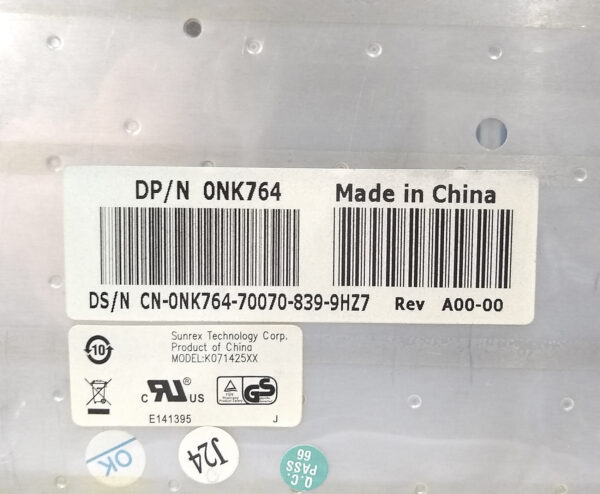 DP/N 0NK764
Made in China
DS/N CN-0NK764-70070-839-9HZ7 Rev A00-00
Sunrex Technology Corp.
Product of China
MODEL:K071425XX
10
C RU US
GS
E141395 J
OK
J24
Q.C.
PASS
66